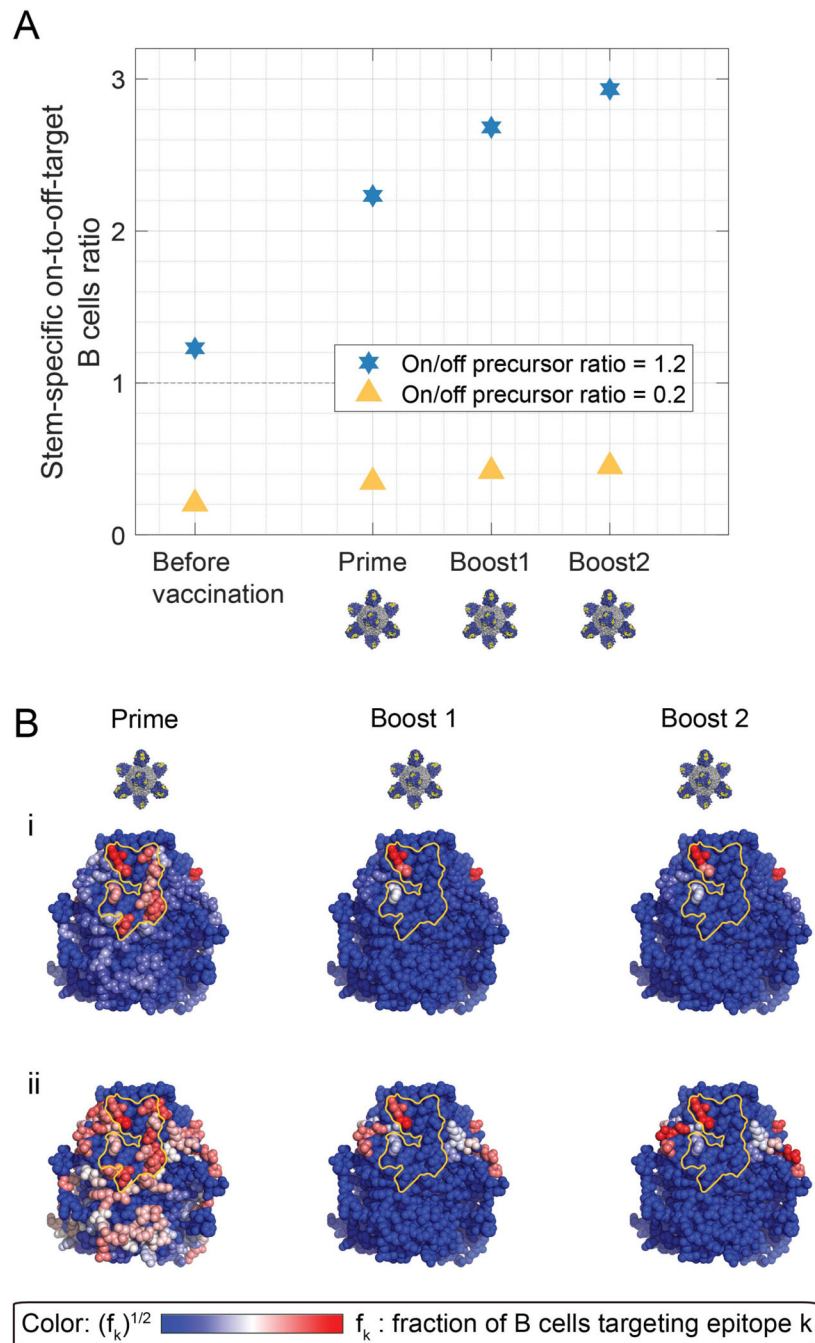 A
Stem-specific on-to-off-target
B cells ratio
3
2
1
0
On/off precursor ratio = 1.2
On/off precursor ratio = 0.2
Before
vaccination
Prime
Boost1
Boost2
B
Prime
Boost 1
Boost 2
i
ii
Color: (fₖ)¹ᐟ²
fₖ : fraction of B cells targeting epitope k